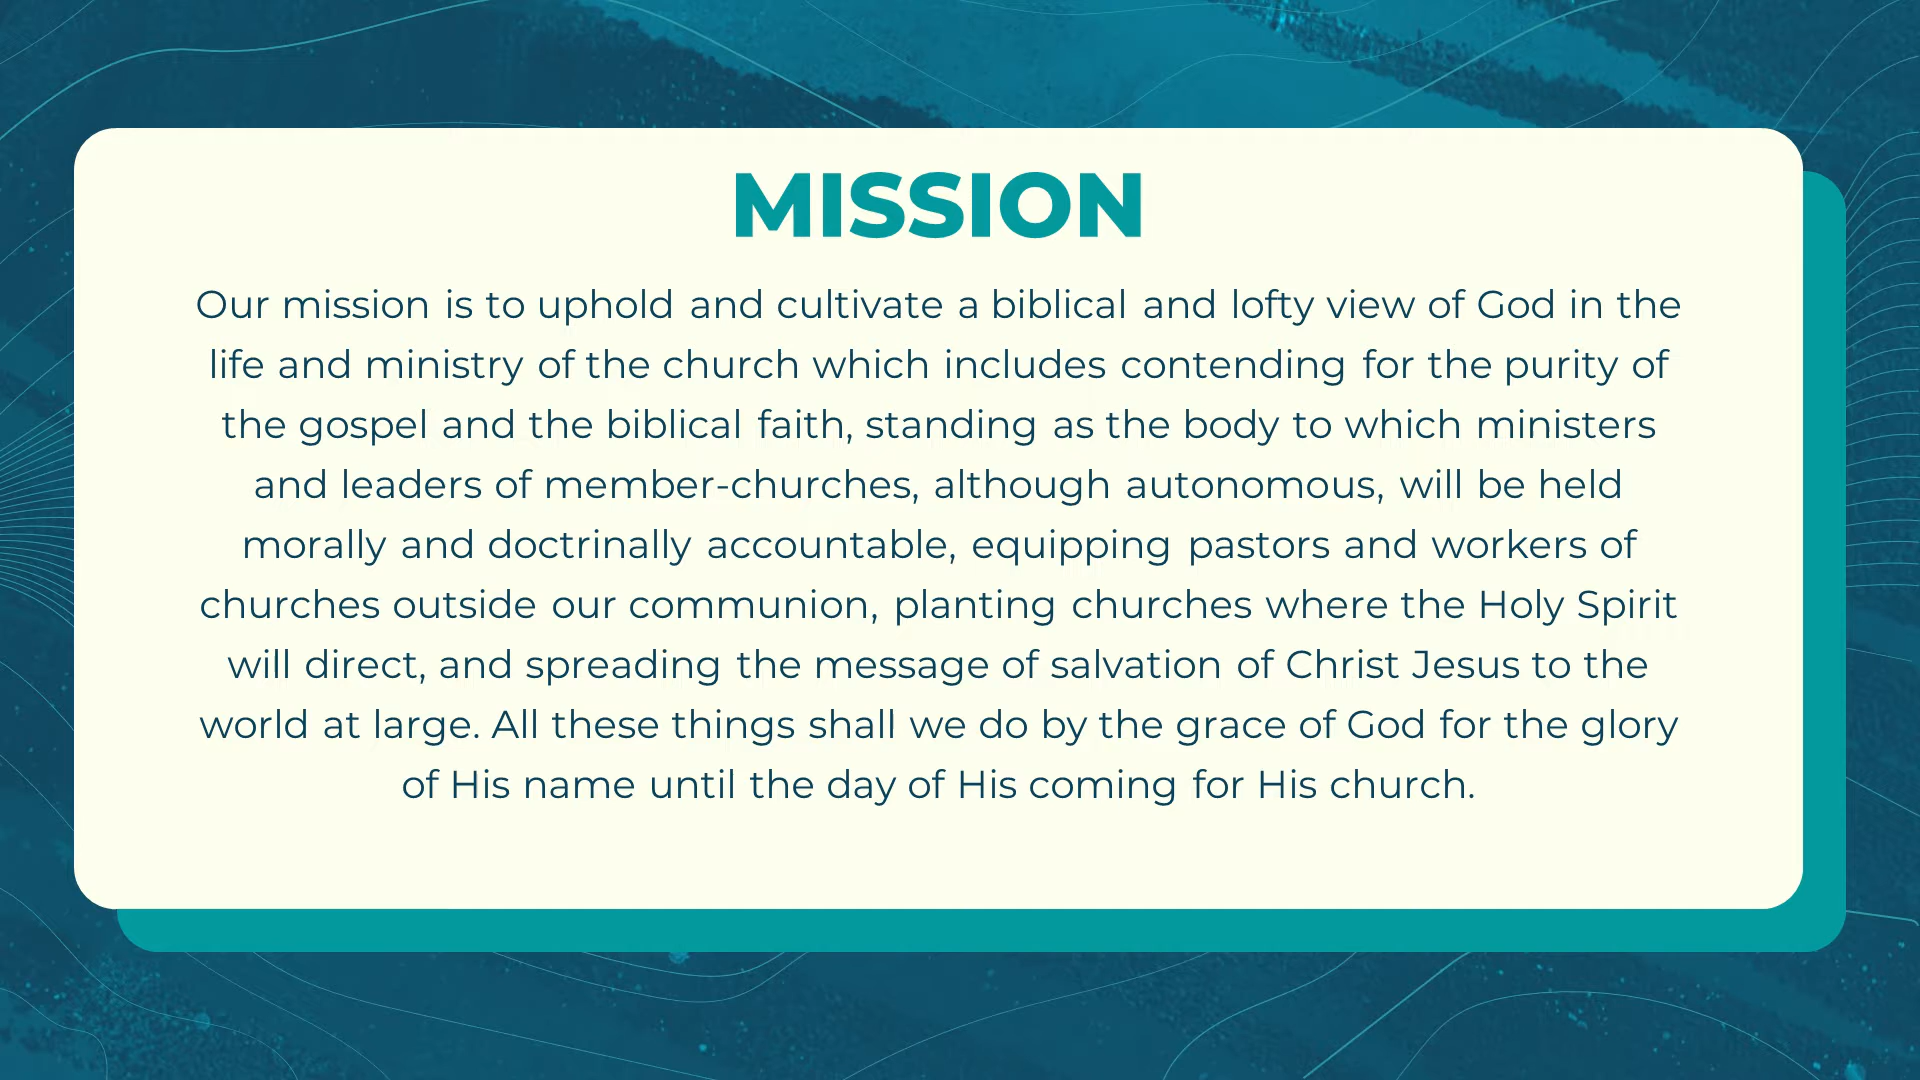 MISSION
Our mission is to uphold and cultivate a biblical and lofty view of God in the
life and ministry of the church which includes contending for the purity of
the gospel and the biblical faith, standing as the body to which ministers
and leaders of member-churches, although autonomous, will be held
morally and doctrinally accountable, equipping pastors and workers of
churches outside our communion, planting churches where the Holy Spirit
will direct, and spreading the message of salvation of Christ Jesus to the
world at large. All these things shall we do by the grace of God for the glory
of His name until the day of His coming for His church.